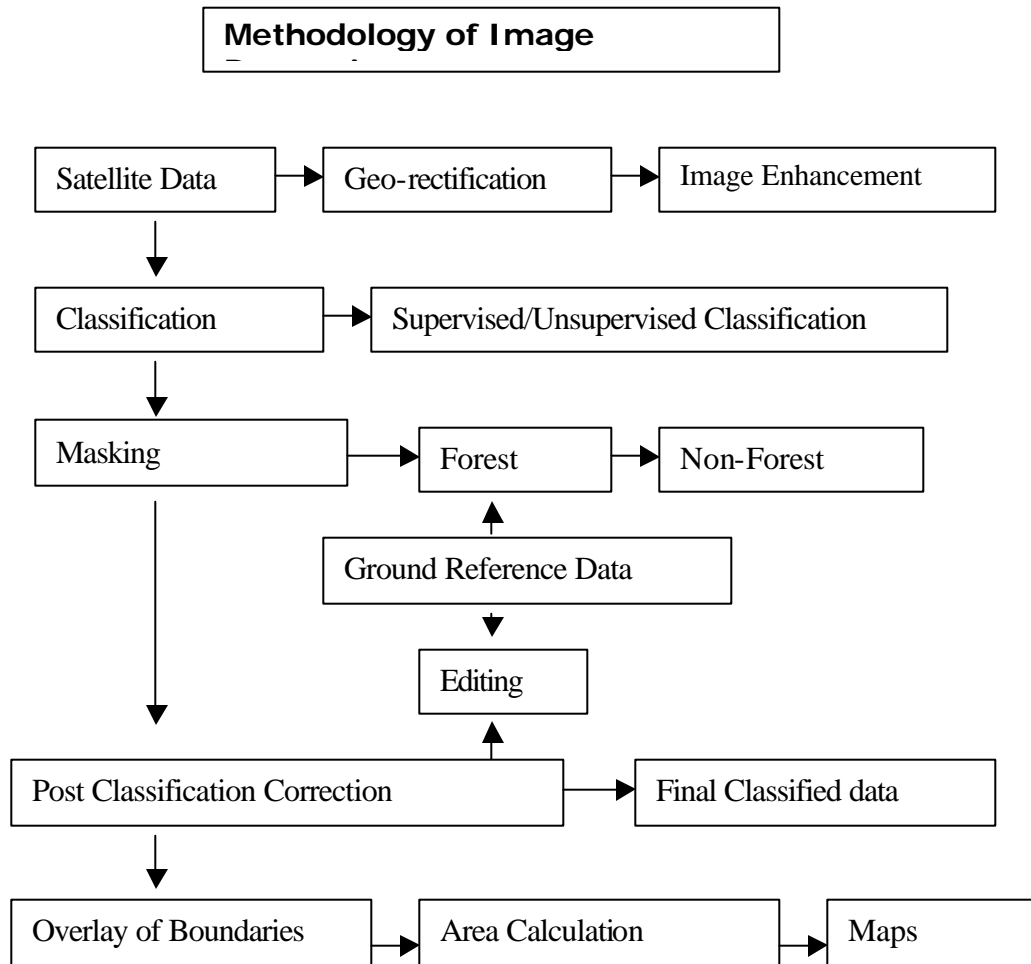 Methodology of Image
Satellite Data
Geo-rectification
Image Enhancement
Classification
Supervised/Unsupervised Classification
Masking
Forest
Non-Forest
Ground Reference Data
Editing
Post Classification Correction
Final Classified data
Overlay of Boundaries
Area Calculation
Maps